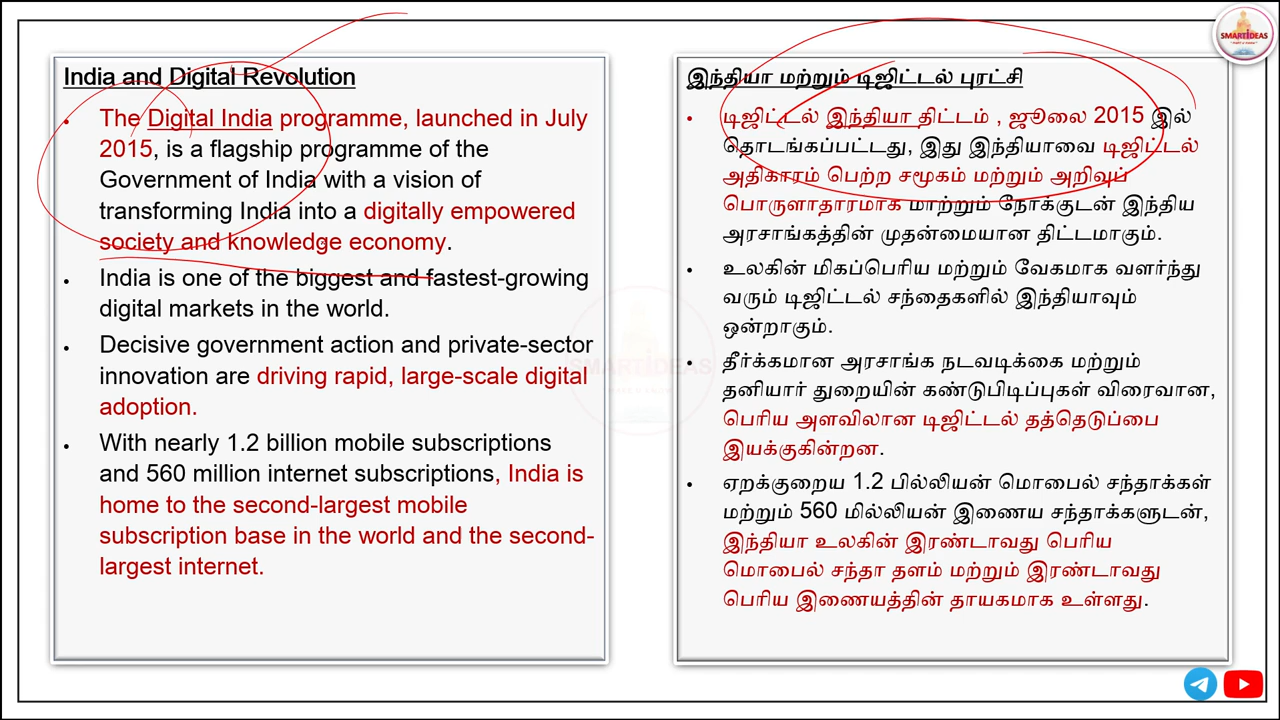 India and Digital Revolution
• The Digital India programme, launched in July
2015, is a flagship programme of the
Government of India with a vision of
transforming India into a digitally empowered
society and knowledge economy.
• India is one of the biggest and fastest-growing
digital markets in the world.
• Decisive government action and private-sector
innovation are driving rapid, large-scale digital
adoption.
• With nearly 1.2 billion mobile subscriptions
and 560 million internet subscriptions, India is
home to the second-largest mobile
subscription base in the world and the second-
largest internet.
இந்தியா மற்றும் டிஜிட்டல் புரட்சி
• டிஜிட்டல் இந்தியா திட்டம் , ஜூலை 2015 இல்
தொடங்கப்பட்டது, இது இந்தியாவை டிஜிட்டல்
அதிகாரம் பெற்ற சமூகம் மற்றும் அறிவுப்
பொருளாதாரமாக மாற்றும் நோக்குடன் இந்திய
அரசாங்கத்தின் முதன்மையான திட்டமாகும்.
• உலகின் மிகப்பெரிய மற்றும் வேகமாக வளர்ந்து
வரும் டிஜிட்டல் சந்தைகளில் இந்தியாவும்
ஒன்றாகும்.
• தீர்க்கமான அரசாங்க நடவடிக்கை மற்றும்
தனியார் துறையின் கண்டுபிடிப்புகள் விரைவான,
பெரிய அளவிலான டிஜிட்டல் தத்தெடுப்பை
இயக்குகின்றன.
• ஏறக்குறைய 1.2 பில்லியன் மொபைல் சந்தாக்கள்
மற்றும் 560 மில்லியன் இணைய சந்தாக்களுடன்,
இந்தியா உலகின் இரண்டாவது பெரிய
மொபைல் சந்தா தளம் மற்றும் இரண்டாவது
பெரிய இணையத்தின் தாயகமாக உள்ளது.
SMARTIDEAS
SMARTIDEAS